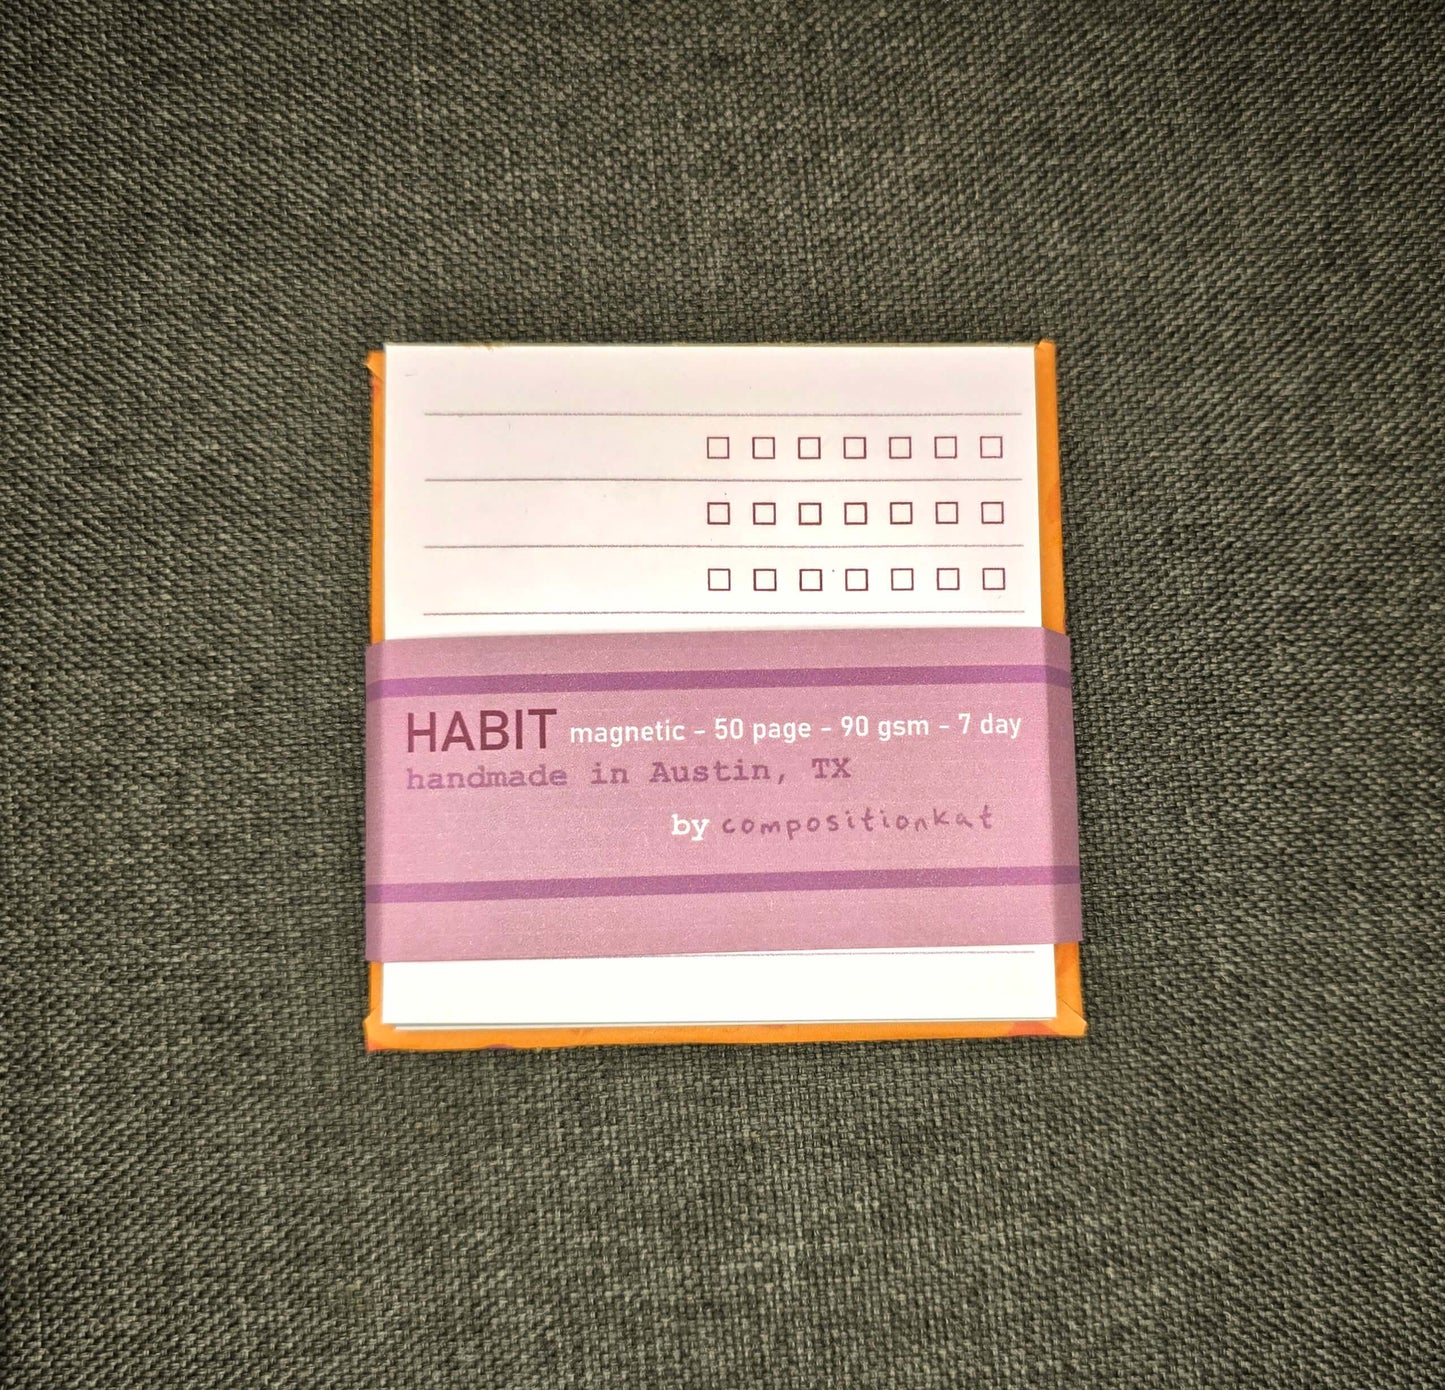 HABIT magnetic - 50 page - 90 gsm - 7 day
handmade in Austin, TX
by compositionkat